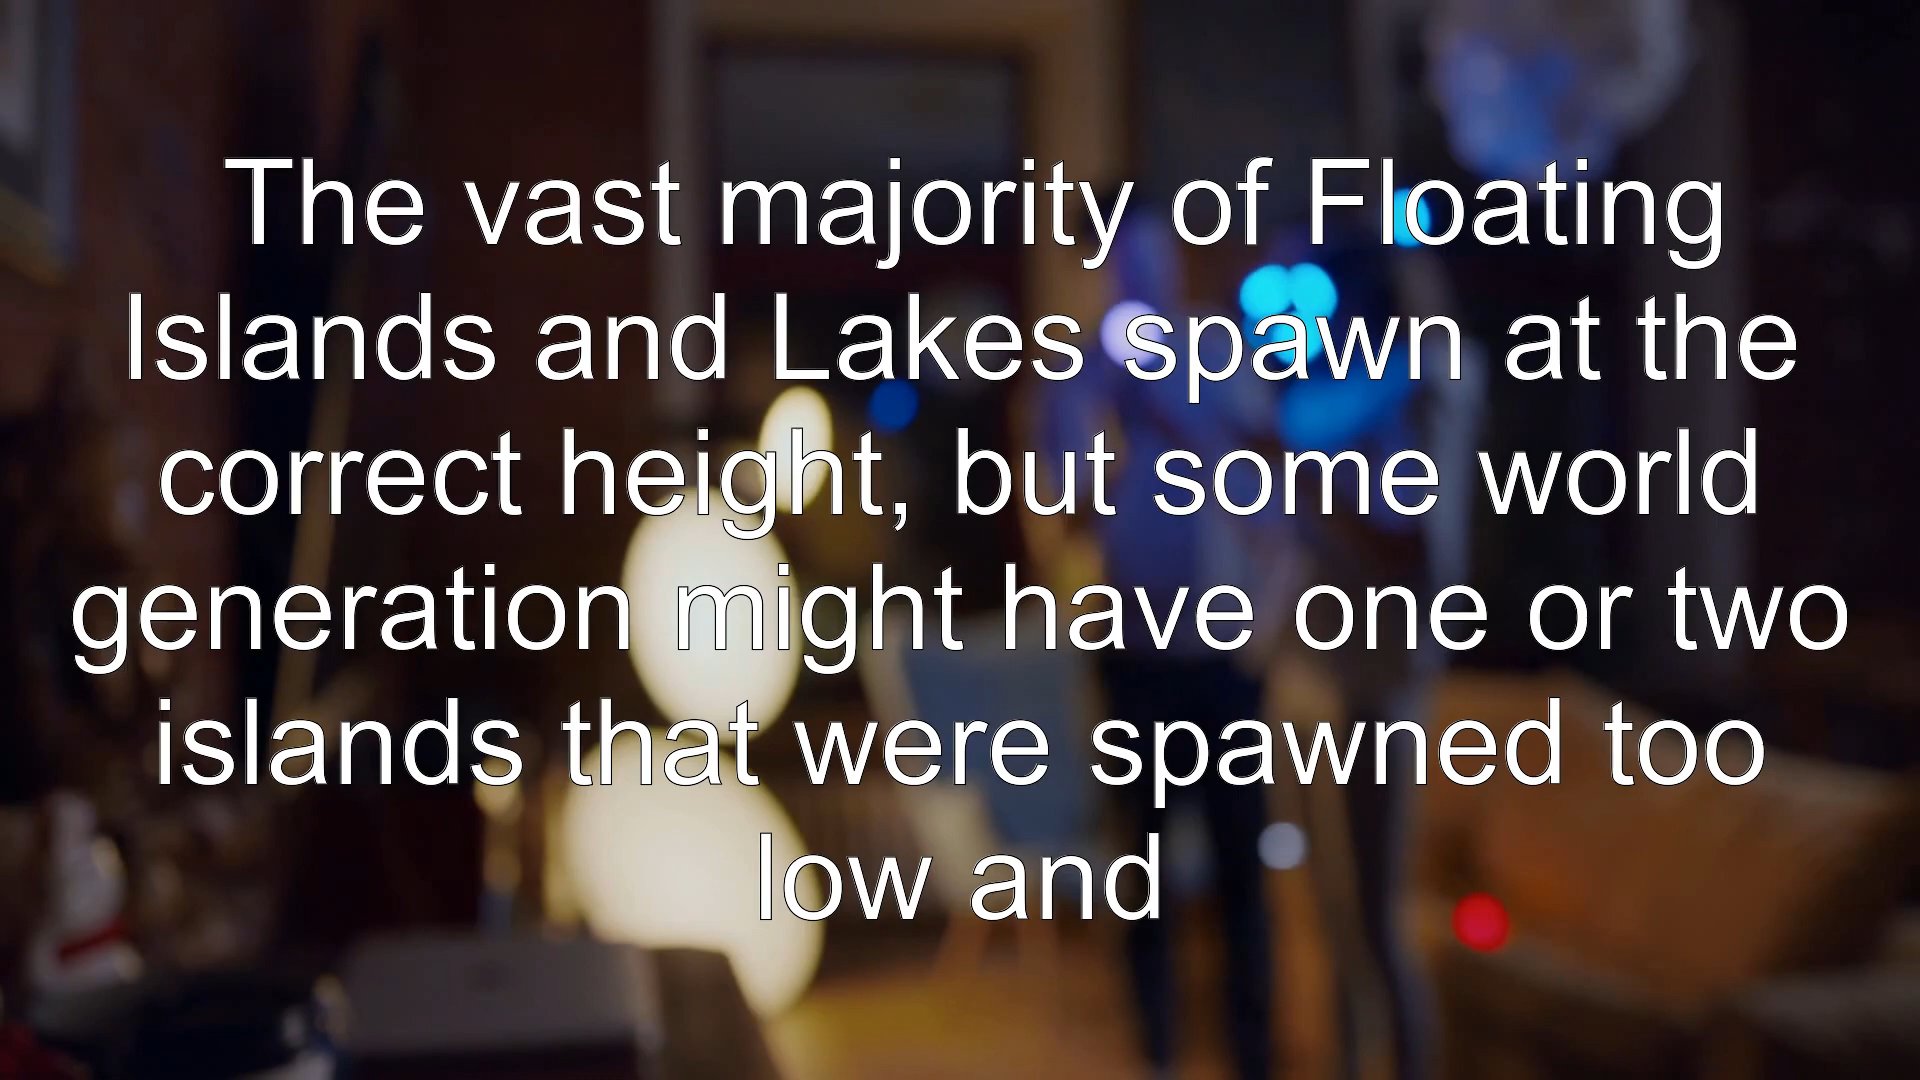 The vast majority of Floating
Islands and Lakes spawn at the
correct height, but some world
generation might have one or two
islands that were spawned too
low and